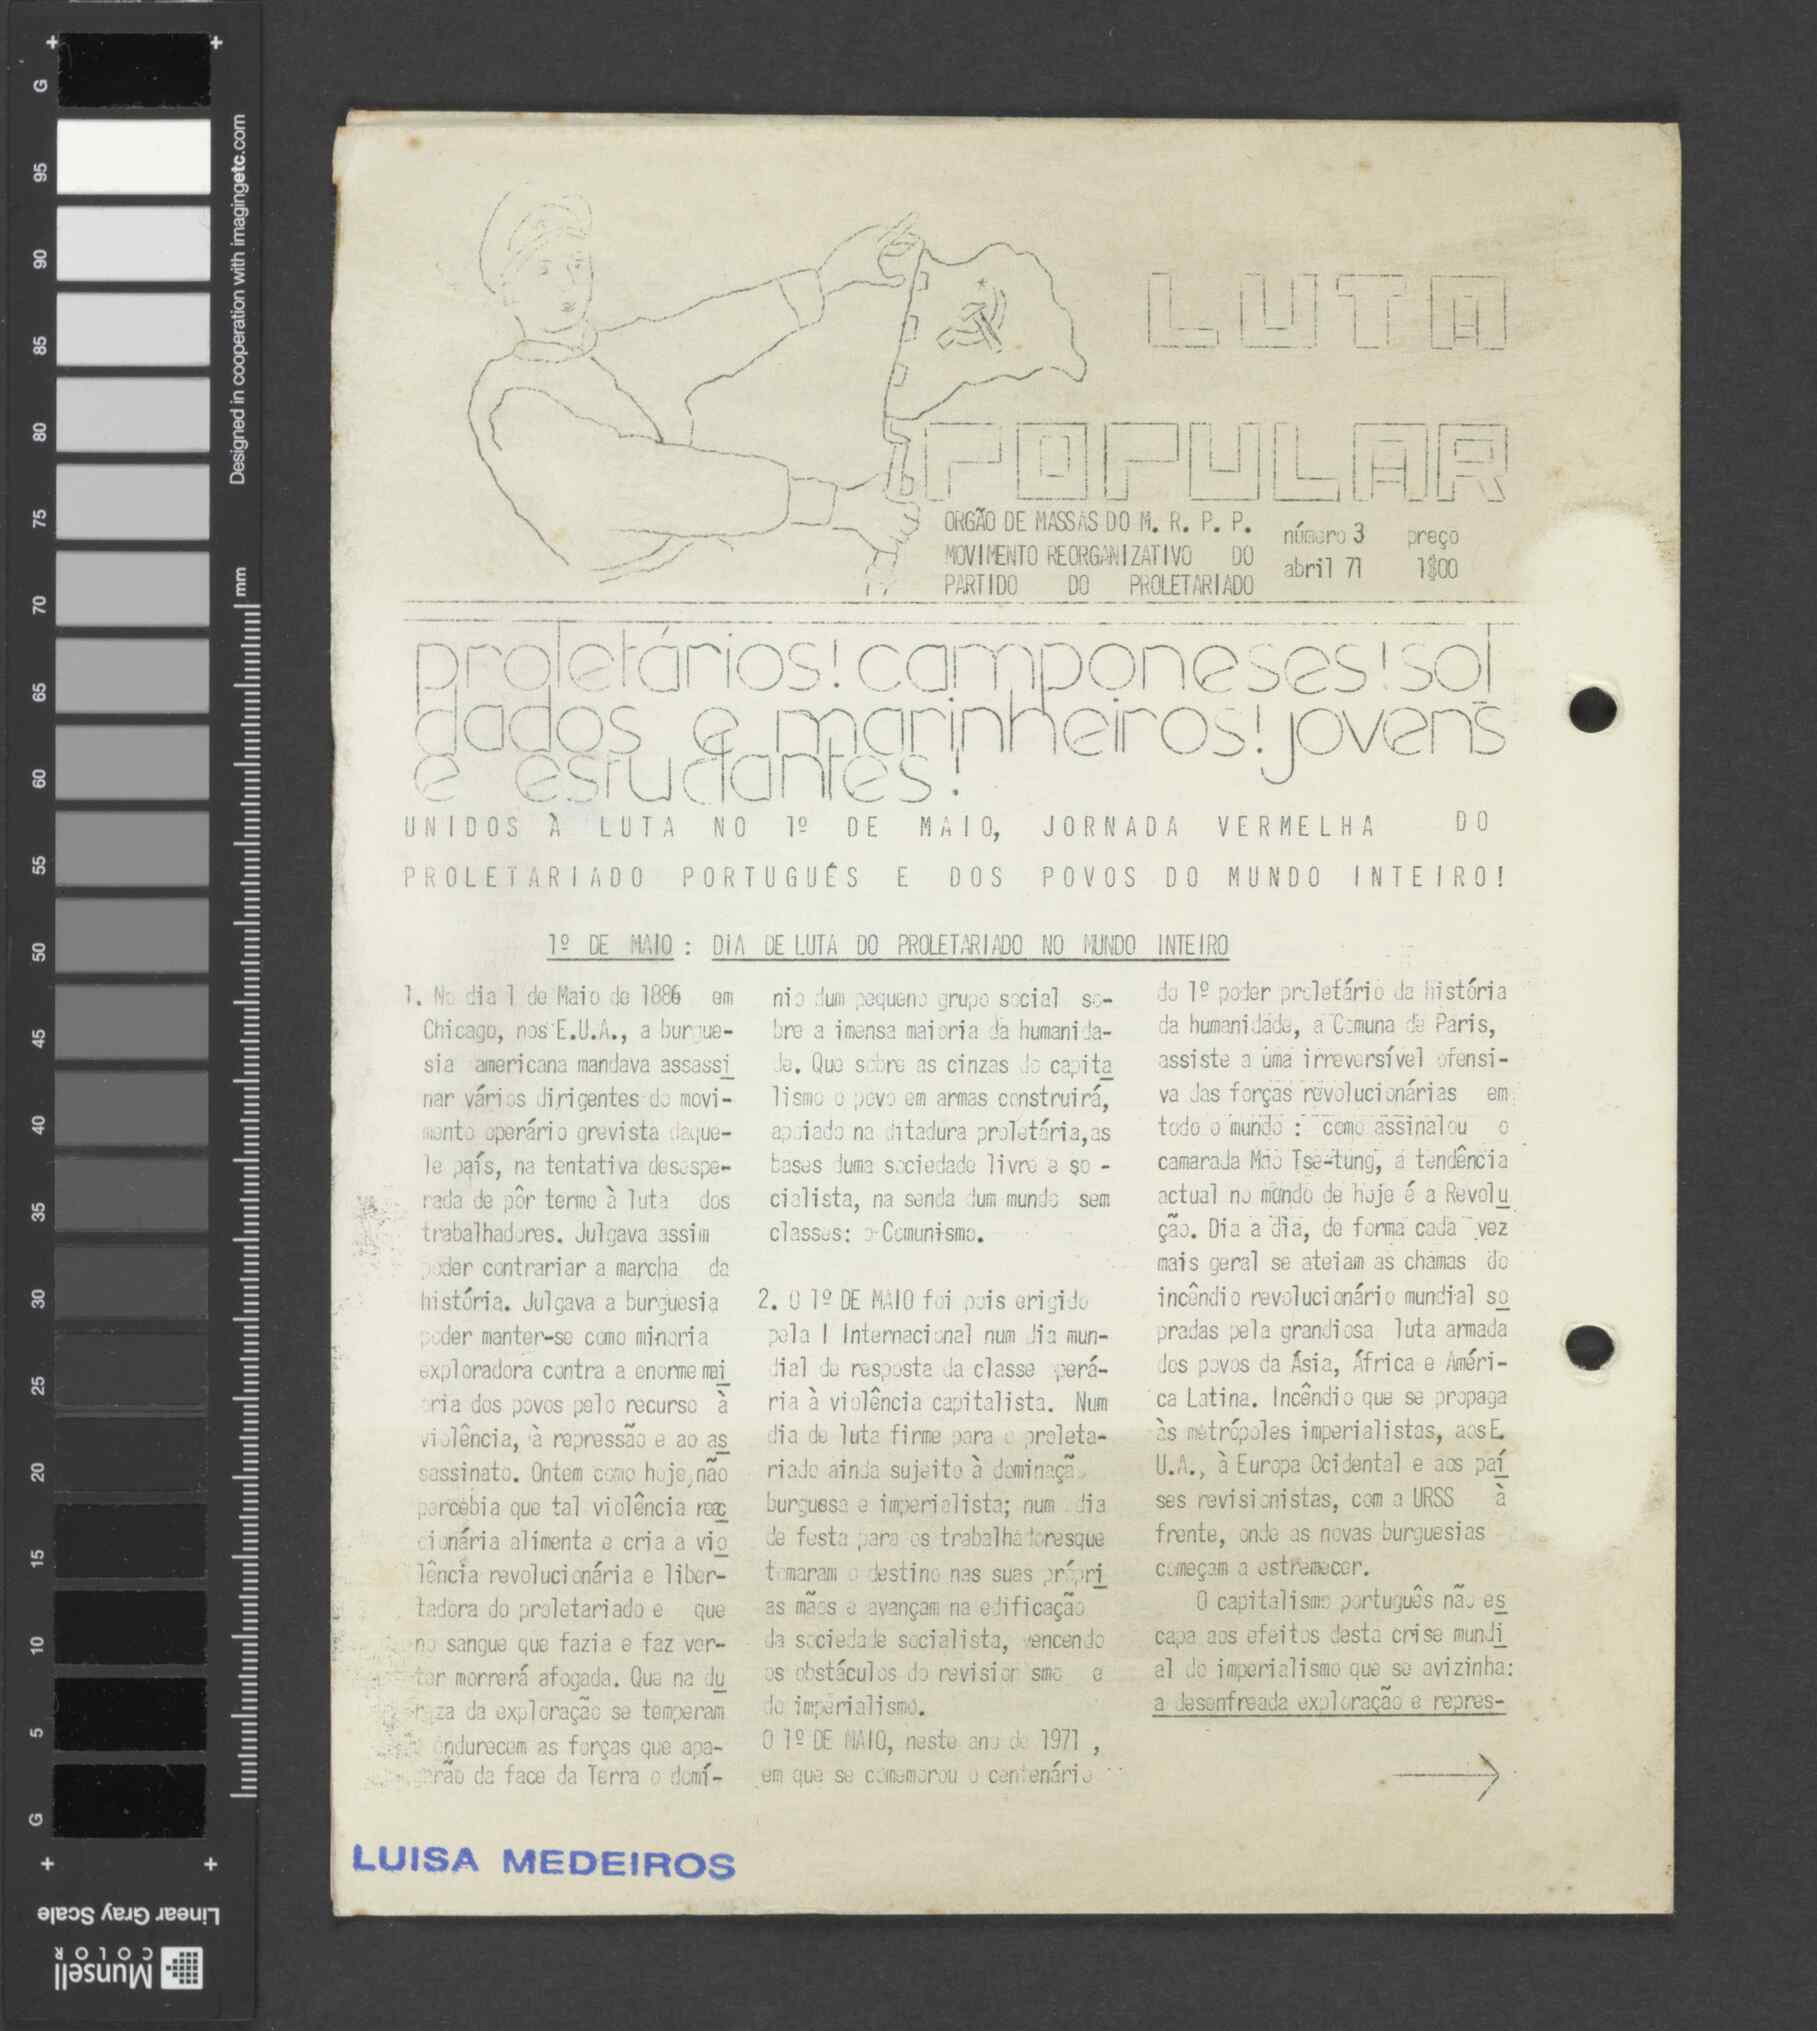 LUTA
POPULAR
ORGÃO DE MASSAS DO M. R. P. P.
MOVIMENTO REORGANIZATIVO DO
PARTIDO DO PROLETARIADO
número 3 preço
abril 71 1$00
proletários! camponeses! sol
dados e marinheiros! jovens
e estudantes!
UNIDOS À LUTA NO 1º DE MAIO, JORNADA VERMELHA DO
PROLETARIADO PORTUGUÊS E DOS POVOS DO MUNDO INTEIRO!
1º DE MAIO : DIA DE LUTA DO PROLETARIADO NO MUNDO INTEIRO
1. No dia 1 de Maio de 1886 em
Chicago, nos E.U.A., a burgue-
sia americana mandava assassi
nar vários dirigentes do movi-
mento operário grevista daque-
le país, na tentativa desespe-
rada de pôr termo à luta dos
trabalhadores. Julgava assim
poder contrariar a marcha da
história. Julgava a burguesia
poder manter-se como minoria
exploradora contra a enorme mai
oria dos povos pelo recurso à
violência, à repressão e ao as
sassinato. Ontem como hoje, não
percebia que tal violência reac
cionária alimenta e cria a vio
lência revolucionária e liber-
tadora do proletariado e que
no sangue que fazia e faz ver-
ter morrerá afogada. Que na du
reza da exploração se temperam
e endurecem as forças que apa-
garão da face da Terra o domí-
nio dum pequeno grupo social so-
bre a imensa maioria da humanida-
de. Que sobre as cinzas do capita
lismo o povo em armas construirá,
apoiado na ditadura proletária, as
bases duma sociedade livre e so -
cialista, na senda dum mundo sem
classes: o Comunismo.
2. O 1º DE MAIO foi pois erigido
pela I Internacional num dia mun-
dial de resposta da classe operá-
ria à violência capitalista. Num
dia de luta firme para o proleta-
riado ainda sujeito à dominação
burguesa e imperialista; num dia
de festa para os trabalhadores que
tomaram o destino nas suas própri
as mãos e avançam na edificação
da sociedade socialista, vencendo
os obstáculos do revisionismo e
do imperialismo.
O 1º DE MAIO, neste ano de 1971 ,
em que se comemorou o centenário
do 1º poder proletário da história
da humanidade, a Comuna de Paris,
assiste a uma irreversível ofensi-
va das forças revolucionárias em
todo o mundo : como assinalou o
camarada Mao Tse-tung, a tendência
actual no mundo de hoje é a Revolu
ção. Dia a dia, de forma cada vez
mais geral se ateiam as chamas do
incêndio revolucionário mundial so
pradas pela grandiosa luta armada
dos povos da Ásia, África e Améri-
ca Latina. Incêndio que se propaga
às metrópoles imperialistas, aos E.
U.A., à Europa Ocidental e aos paí
ses revisionistas, com a URSS à
frente, onde as novas burguesias
começam a estremecer.
O capitalismo português não es
capa aos efeitos desta crise mundi
al do imperialismo que se avizinha:
a desenfreada exploração e repres-
LUISA MEDEIROS
G 95 90 85 80 75 70 65 60 55 50 45 40 35 30 25 20 15 10 5 G
Designed in cooperation with imagingetc.com
mm
Linear Gray Scale
Munsell
COLOR